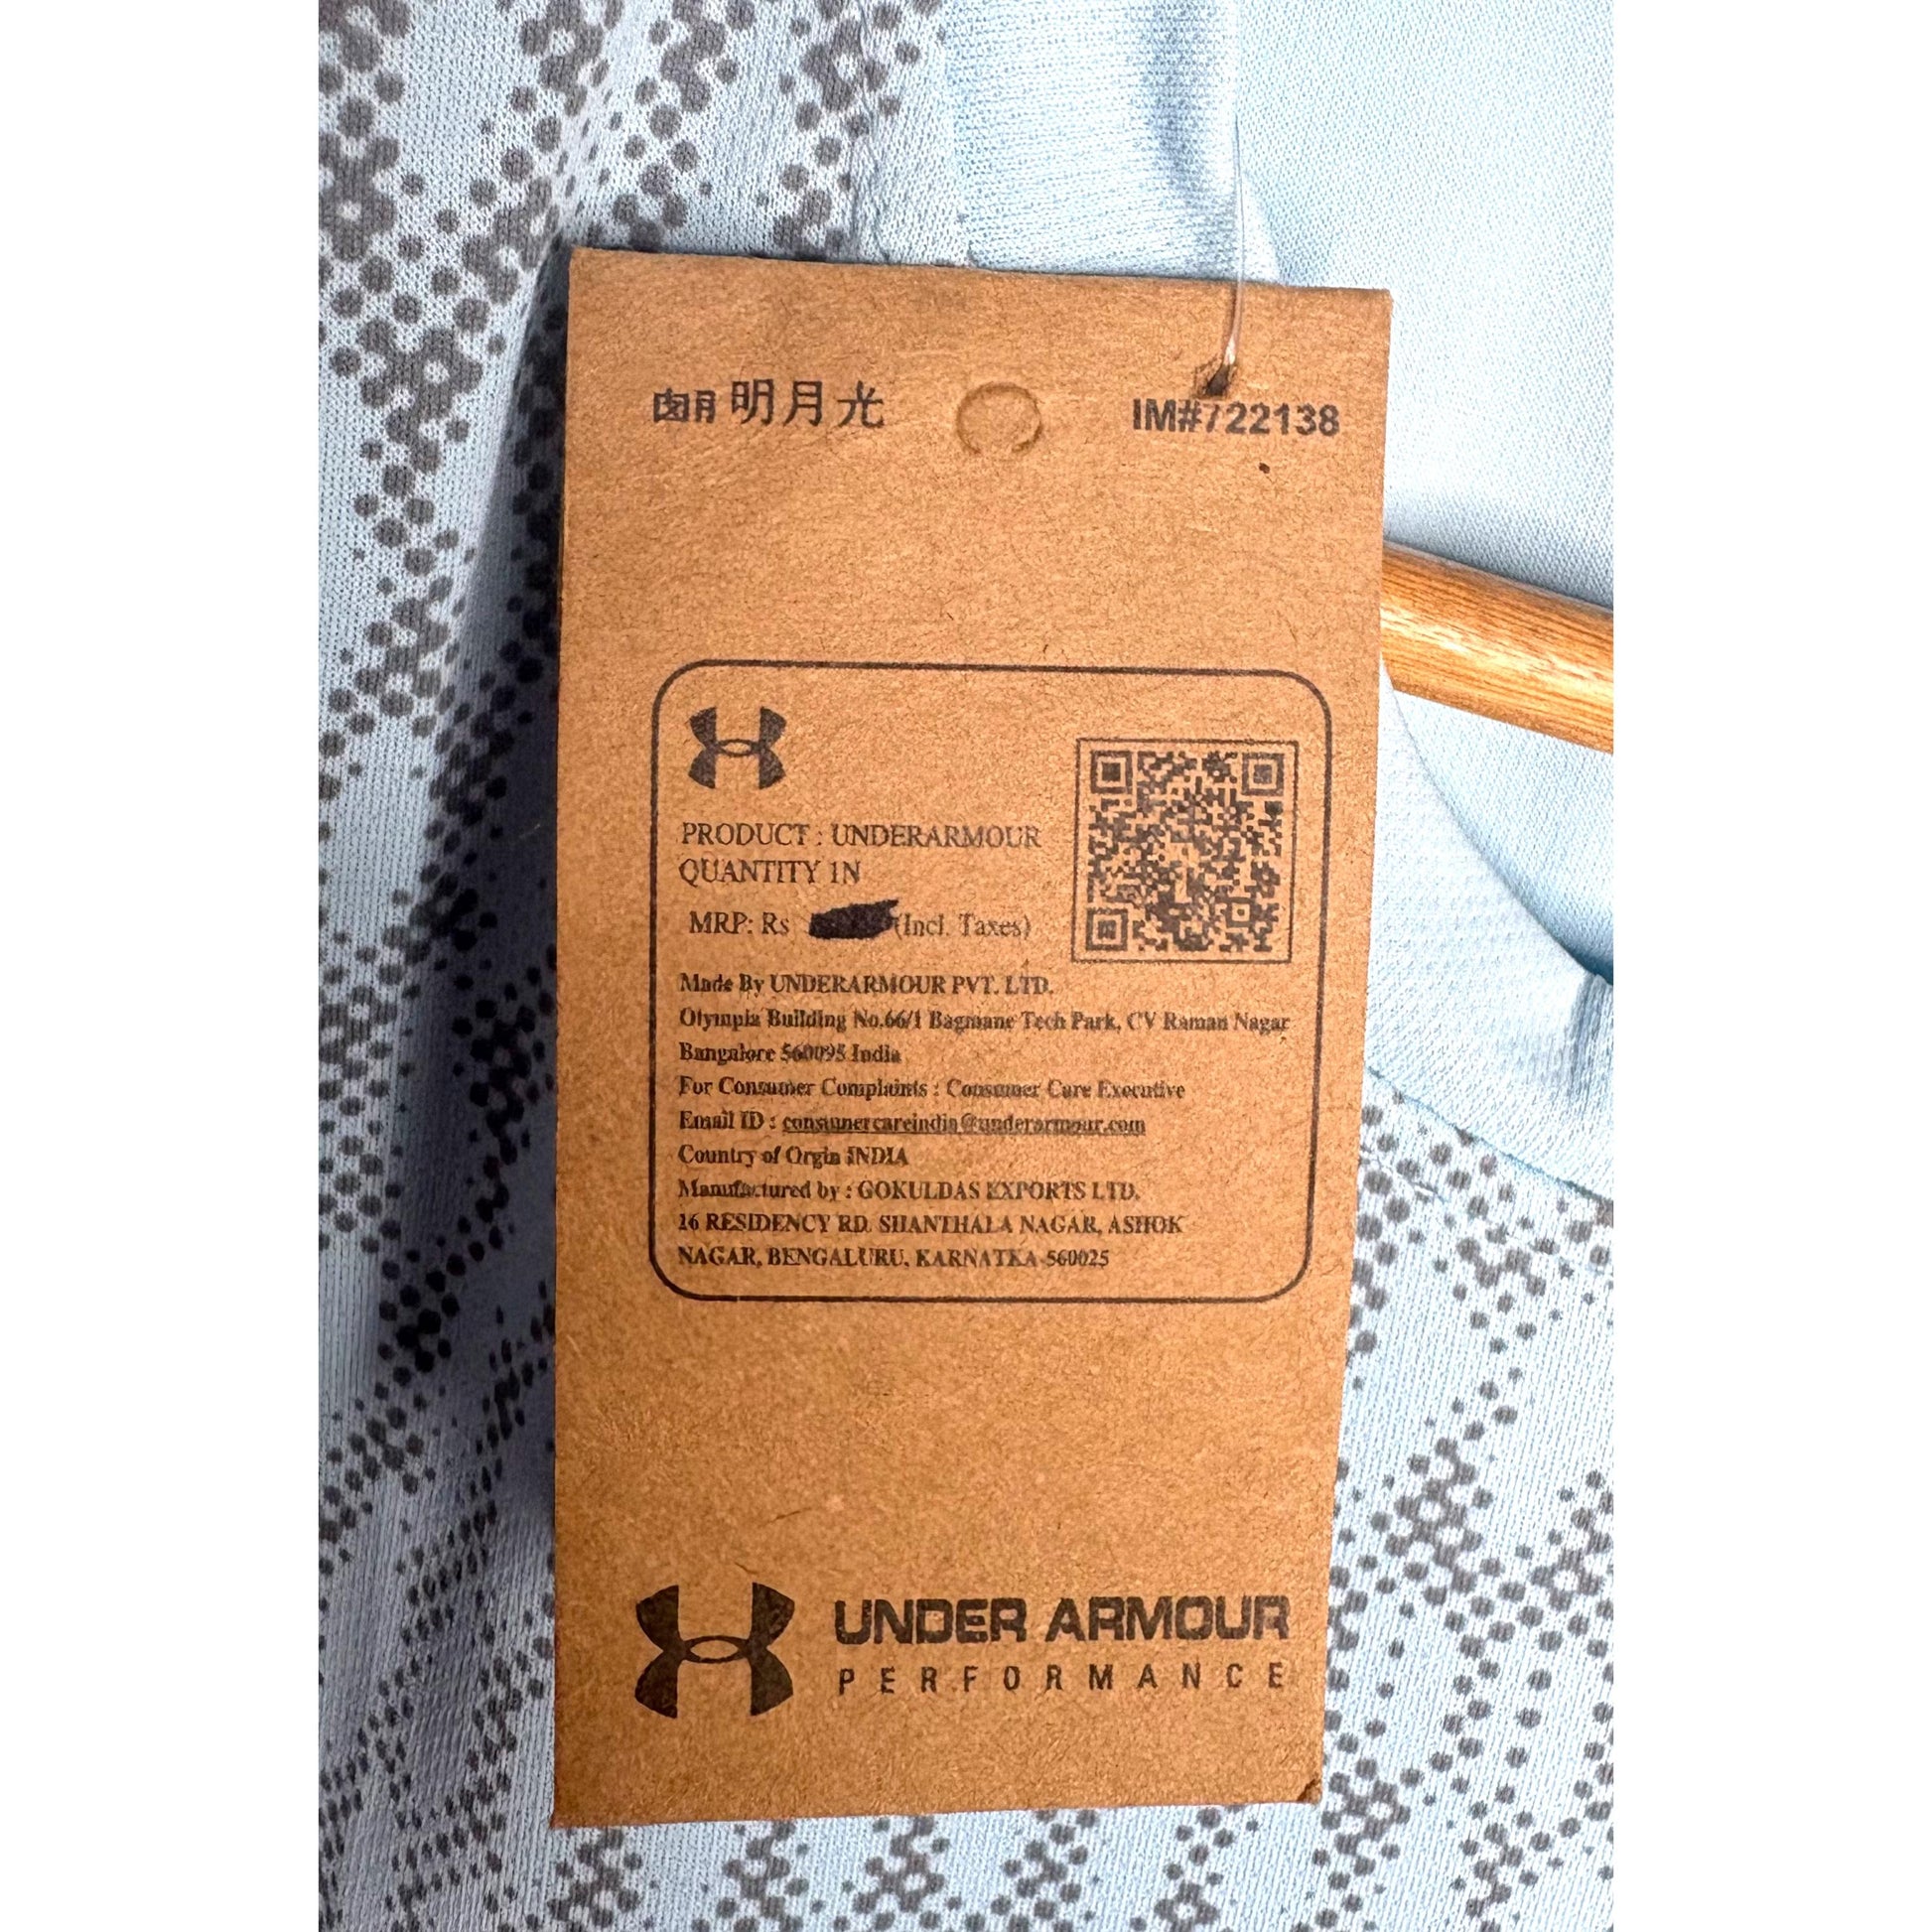 明月光
IM#722138
PRODUCT : UNDERARMOUR
QUANTITY 1N
MRP: Rs (Incl. Taxes)
Made By UNDERARMOUR PVT. LTD.
Olympia Building No.66/1 Bagmane Tech Park, CV Raman Nagar
Bangalore 560095 India
For Consumer Complaints : Consumer Care Executive
Email ID : consumercareindia@underarmour.com
Country of Orgin INDIA
Manufactured by : GOKULDAS EXPORTS LTD.
16 RESIDENCY RD. SHANTHALA NAGAR, ASHOK
NAGAR, BENGALURU. KARNATKA-560025
UNDER ARMOUR
PERFORMANCE